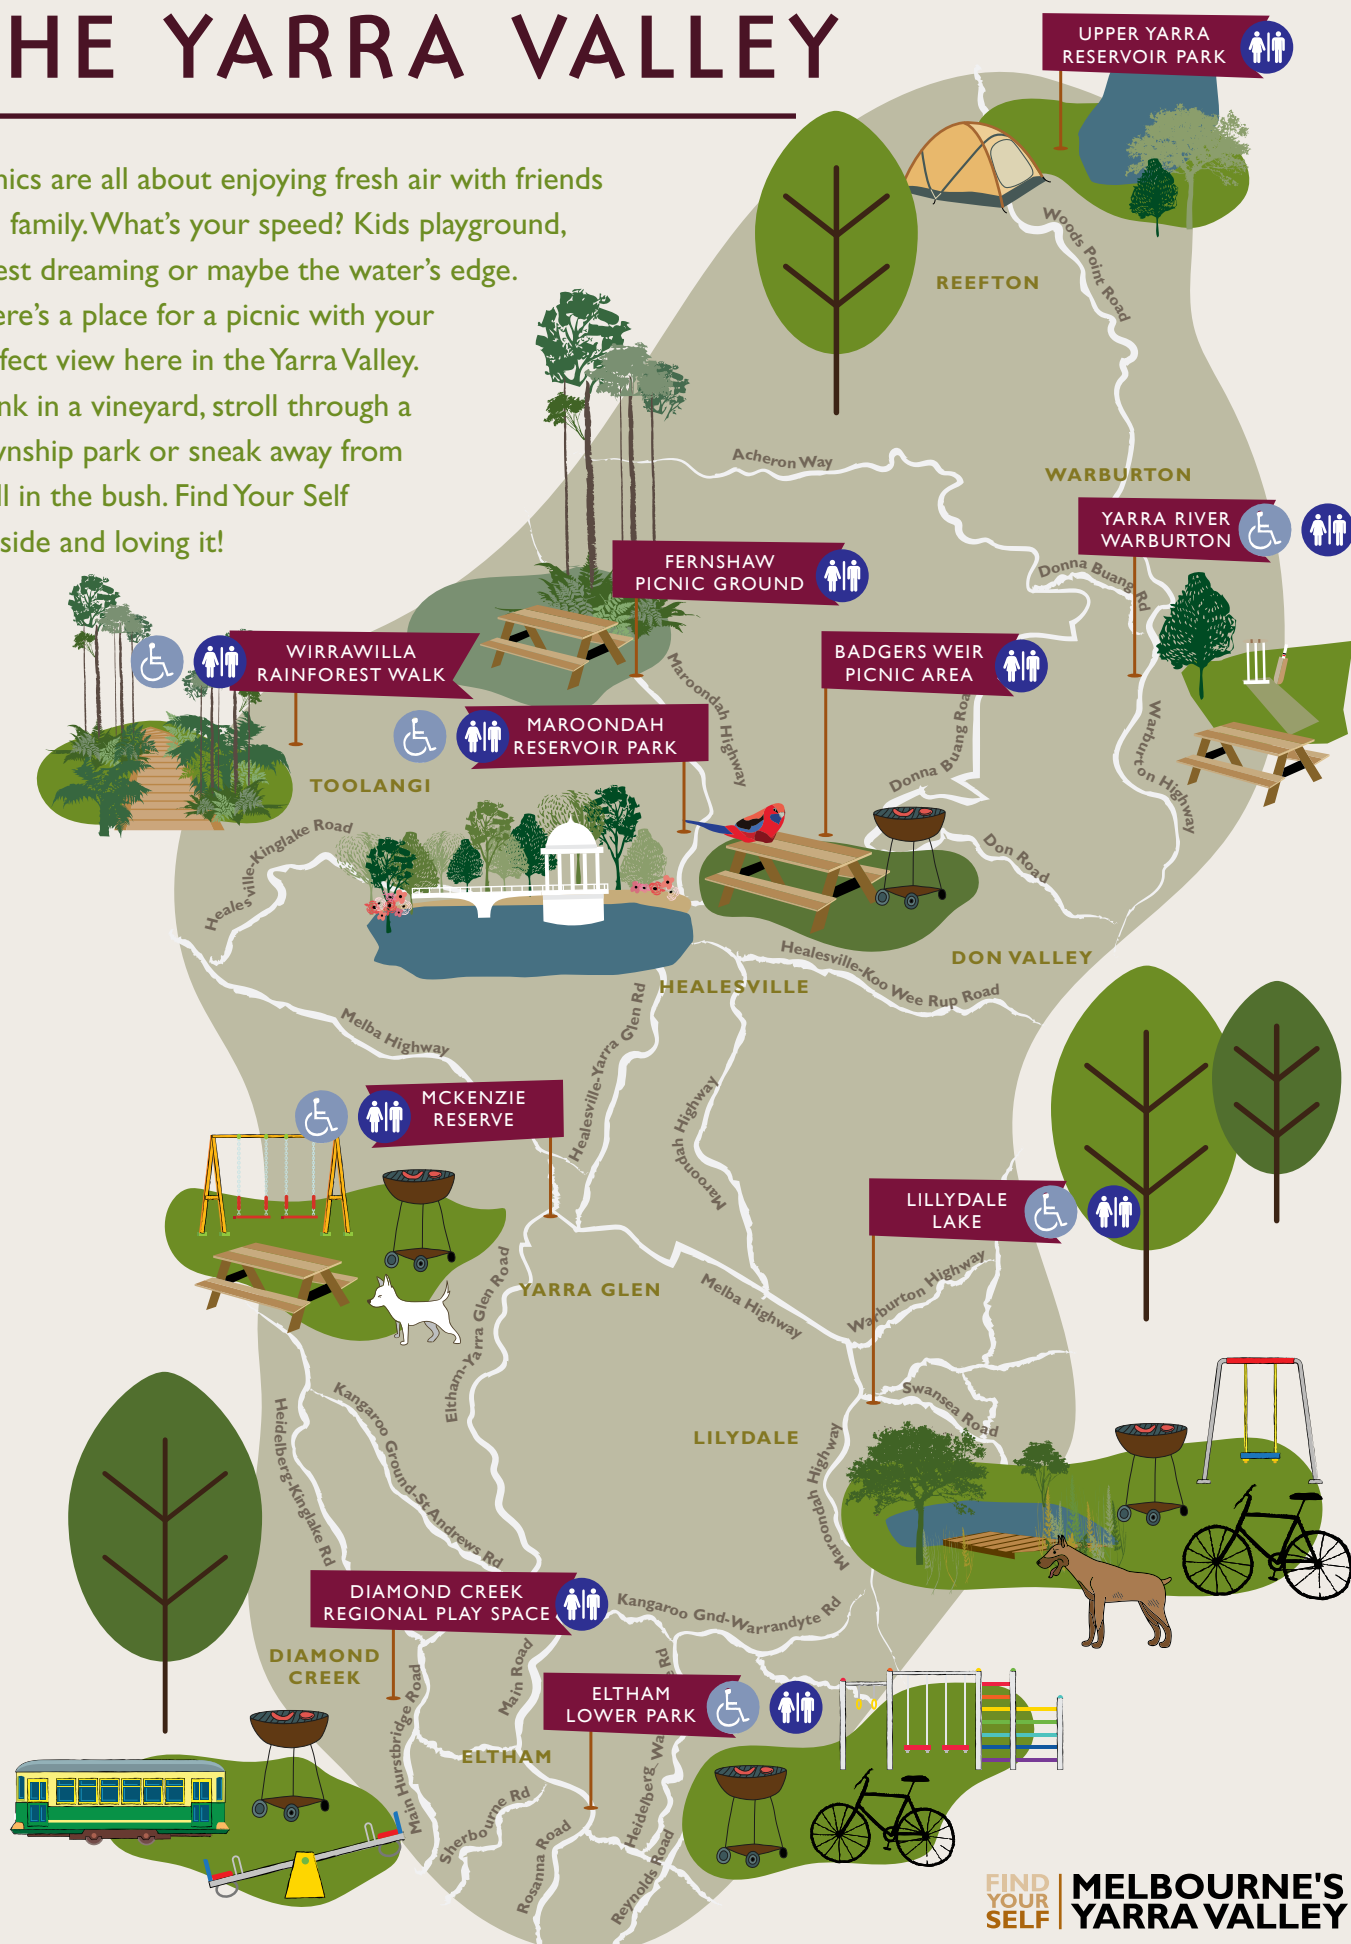 HE YARRA VALLEY
nics are all about enjoying fresh air with friends
family. What's your speed? Kids playground,
est dreaming or maybe the water's edge.
ere's a place for a picnic with your
fect view here in the Yarra Valley.
nk in a vineyard, stroll through a
nship park or sneak away from
ll in the bush. Find Your Self
side and loving it!
UPPER YARRA
RESERVOIR PARK
Woods Point Road
REEFTON
Acheron Way
WARBURTON
YARRA RIVER
WARBURTON
FERNSHAW
PICNIC GROUND
Donna Buang Rd
WIRRAWILLA
RAINFOREST WALK
BADGERS WEIR
PICNIC AREA
Maroondah Highway
MAROONDAH
RESERVOIR PARK
Donna Buang Roa
Warburton Highway
TOOLANGI
Healesville-Kinglake Road
Don Road
DON VALLEY
Healesville-Koo Wee Rup Road
HEALESVILLE
Melba Highway
Healesville-Yarra Glen Rd
Maroondah Highway
MCKENZIE
RESERVE
LILLYDALE
LAKE
Warburton Highway
YARRA GLEN
Melba Highway
Eltham-Yarra Glen Road
Swansea Road
Kangaroo Ground-St Andrews Rd
Heidelberg-Kinglake Rd
LILYDALE
Maroondah Highway
DIAMOND CREEK
REGIONAL PLAY SPACE
Kangaroo Gnd-Warrandyte Rd
DIAMOND
CREEK
Main Road
Main Hurstbridge Road
ELTHAM
LOWER PARK
Heidelberg Wa
Rd
ELTHAM
Sherbourne Rd
Rosanna Road
Reynolds Road
FIND
YOUR
SELF
MELBOURNE'S
YARRA VALLEY